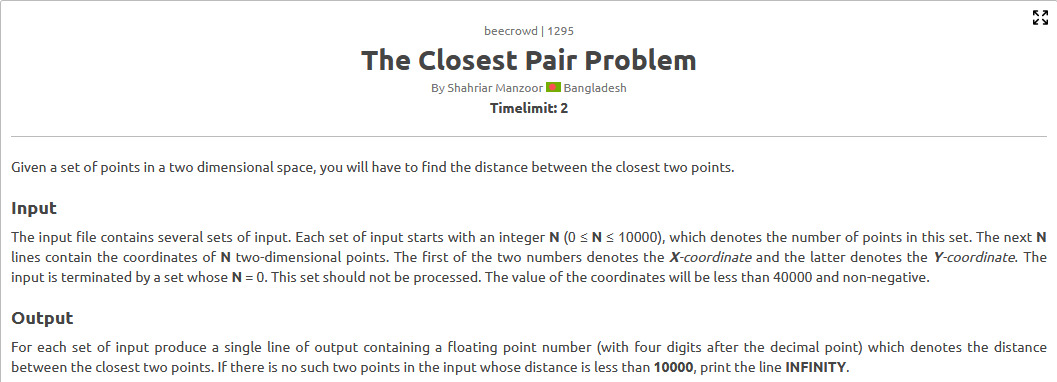 beecrowd | 1295
The Closest Pair Problem
By Shahriar Manzoor Bangladesh
Timelimit: 2
Given a set of points in a two dimensional space, you will have to find the distance between the closest two points.
Input
The input file contains several sets of input. Each set of input starts with an integer N (0 ≤ N ≤ 10000), which denotes the number of points in this set. The next N
lines contain the coordinates of N two-dimensional points. The first of the two numbers denotes the X-coordinate and the latter denotes the Y-coordinate. The
input is terminated by a set whose N = 0. This set should not be processed. The value of the coordinates will be less than 40000 and non-negative.
Output
For each set of input produce a single line of output containing a floating point number (with four digits after the decimal point) which denotes the distance
between the closest two points. If there is no such two points in the input whose distance is less than 10000, print the line INFINITY.